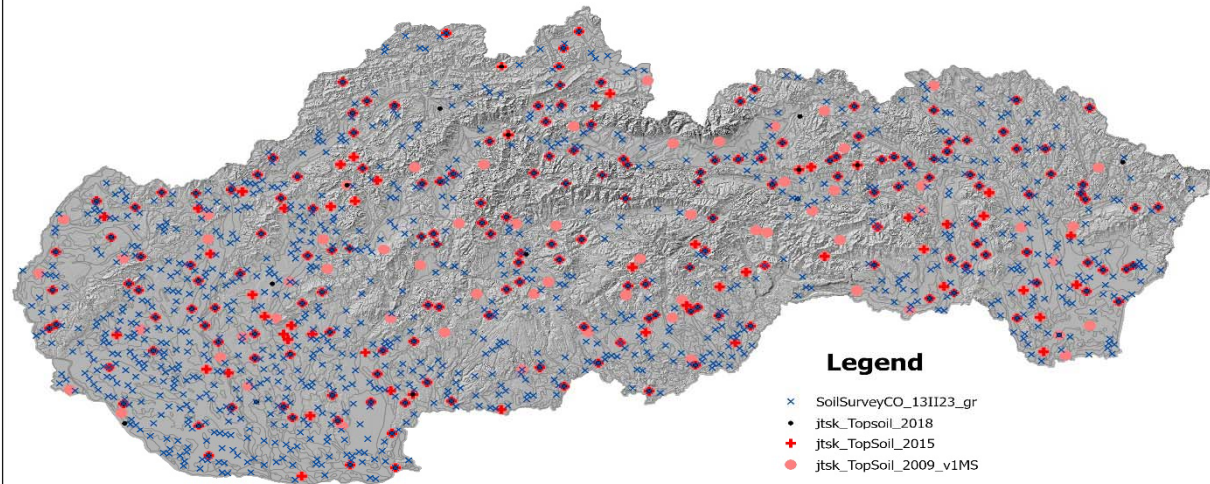 Legend
SoilSurveyCO_13II23_gr
jtsk_Topsoil_2018
jtsk_TopSoil_2015
jtsk_TopSoil_2009_v1MS